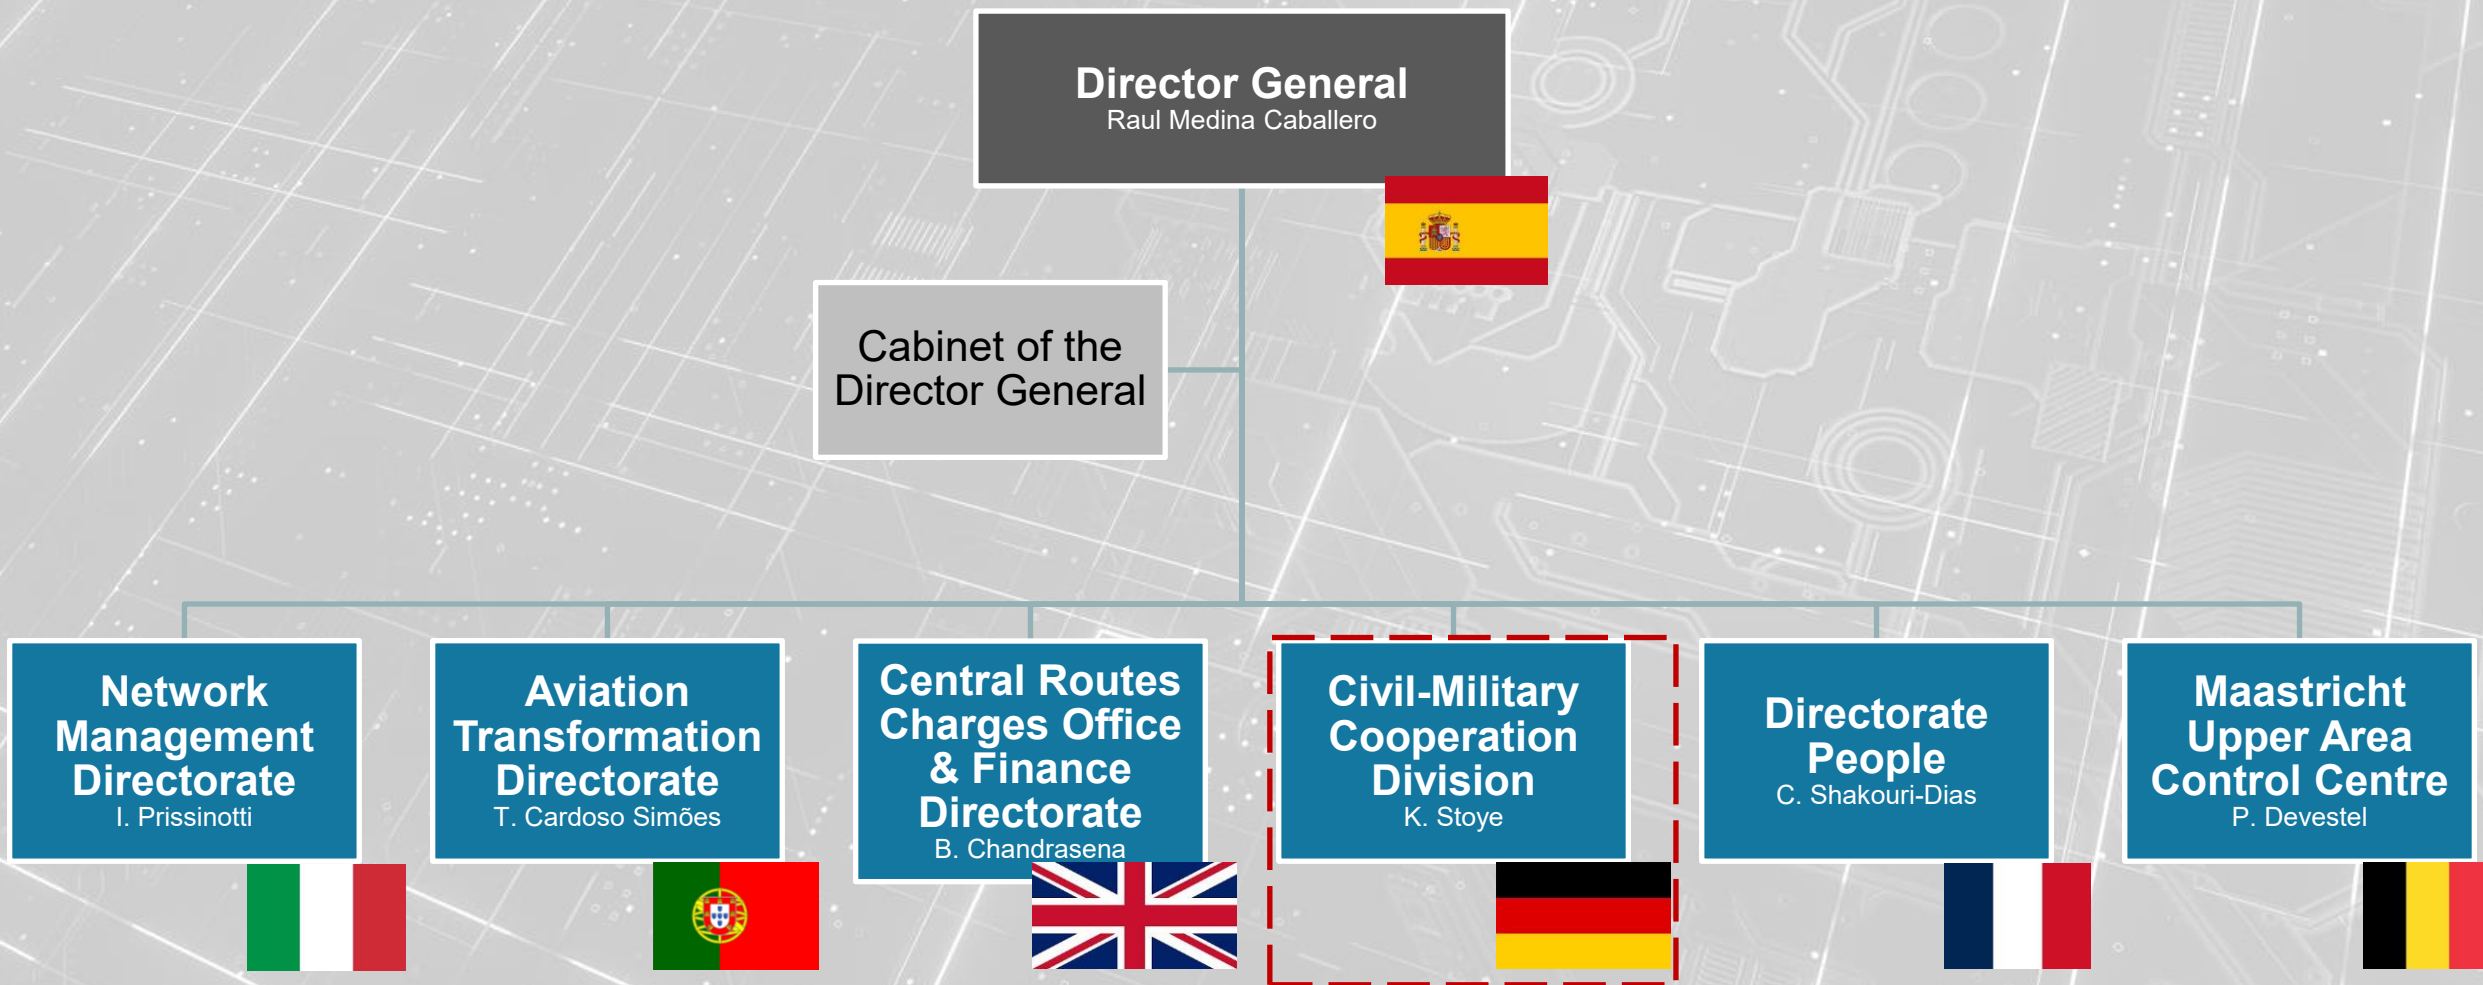 Director General
Raul Medina Caballero
Cabinet of the
Director General
Network
Management
Directorate
I. Prissinotti
Aviation
Transformation
Directorate
T. Cardoso Simões
Central Routes
Charges Office
& Finance
Directorate
B. Chandrasena
Civil-Military
Cooperation
Division
K. Stoye
Directorate
People
C. Shakouri-Dias
Maastricht
Upper Area
Control Centre
P. Devestel